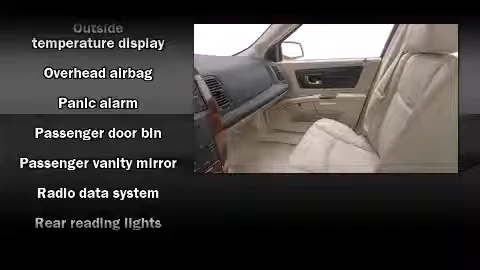 Outside
temperature display
Overhead airbag
Panic alarm
Passenger door bin
Passenger vanity mirror
Radio data system
Rear reading lights